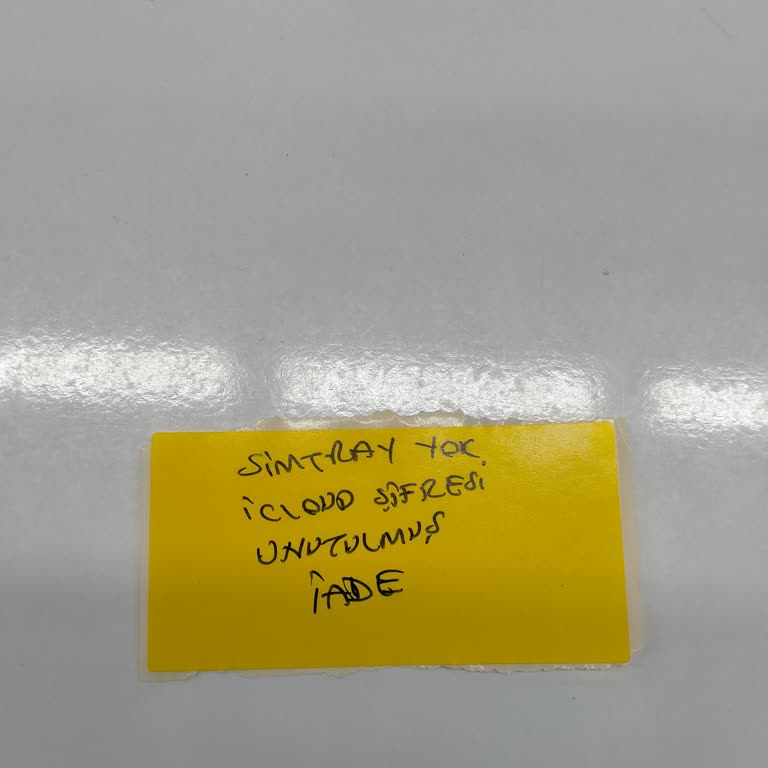 SİMTRAY YOK.
İCLOUD ŞİFRESİ
UNUTULMUŞ
İADE